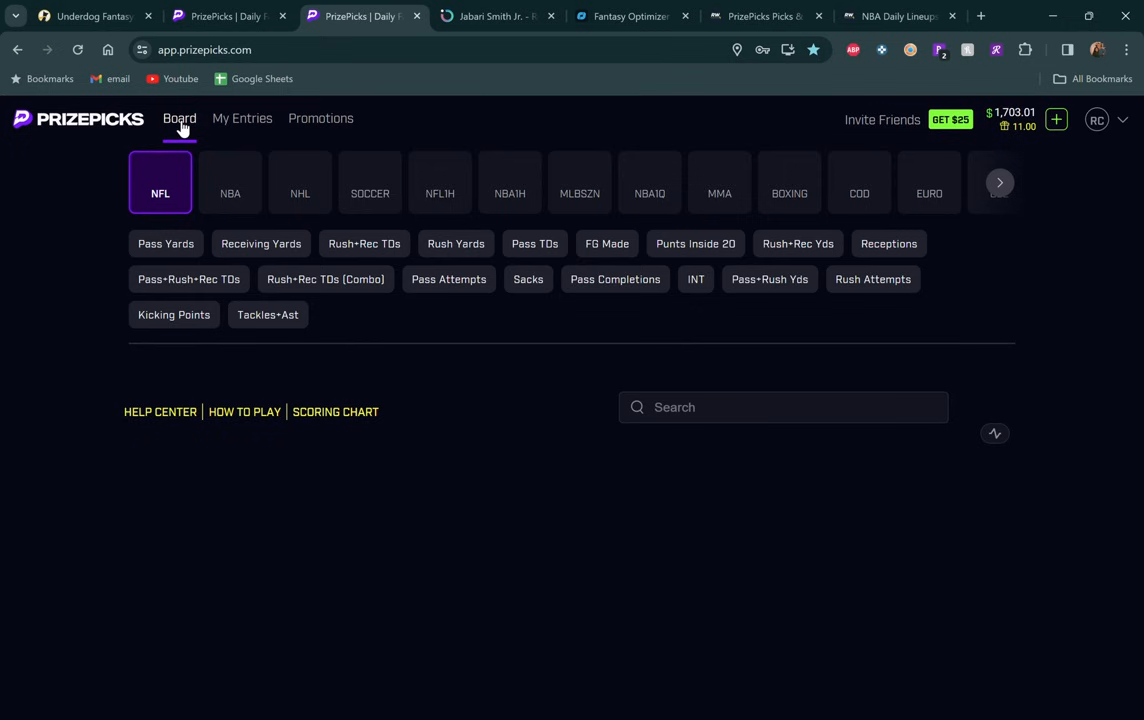 Underdog Fantasy
PrizePicks | Daily F
PrizePicks | Daily F
Jabari Smith Jr. - R
Fantasy Optimizer
PrizePicks Picks &
NBA Daily Lineups
app.prizepicks.com
ABP
2
Bookmarks
email
Youtube
Google Sheets
All Bookmarks
PRIZEPICKS
Board
My Entries
Promotions
Invite Friends
GET $25
$ 1,703.01
11.00
RC
NFL
NBA
NHL
SOCCER
NFL1H
NBA1H
MLBSZN
NBA1Q
MMA
BOXING
COD
EURO
Pass Yards
Receiving Yards
Rush+Rec TDs
Rush Yards
Pass TDs
FG Made
Punts Inside 20
Rush+Rec Yds
Receptions
Pass+Rush+Rec TDs
Rush+Rec TDs (Combo)
Pass Attempts
Sacks
Pass Completions
INT
Pass+Rush Yds
Rush Attempts
Kicking Points
Tackles+Ast
HELP CENTER | HOW TO PLAY | SCORING CHART
Search